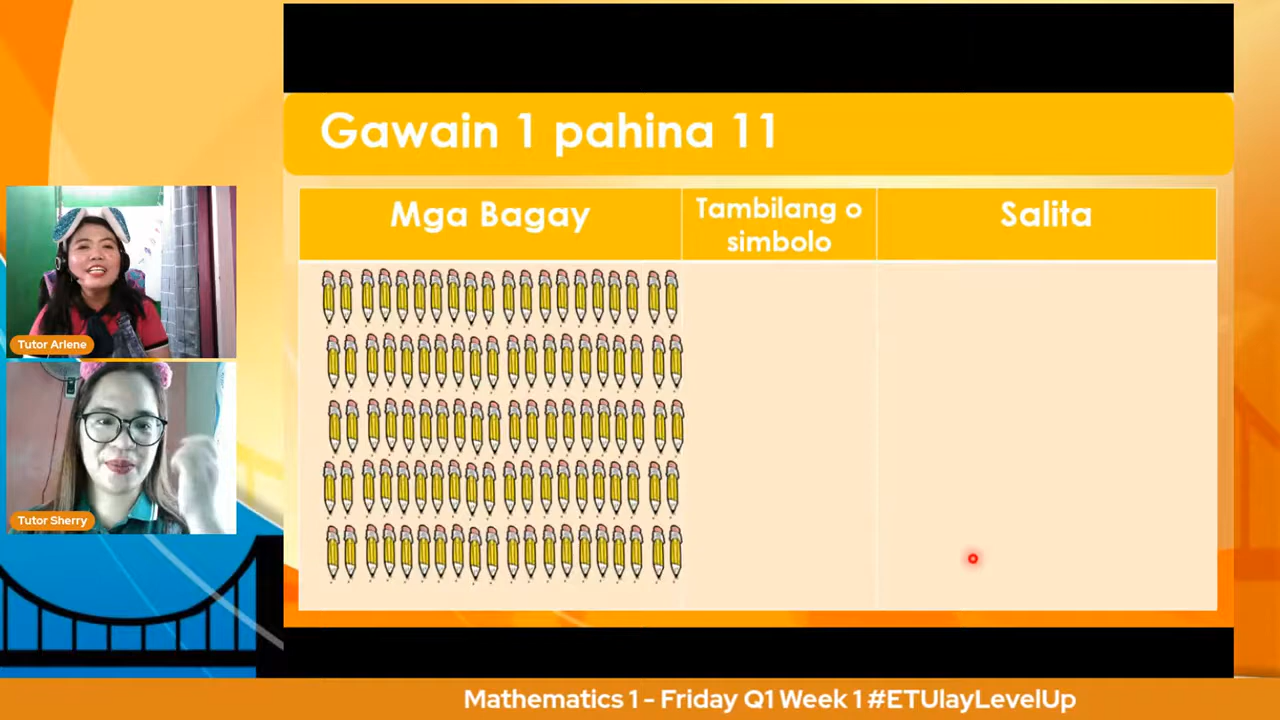 Gawain 1 pahina 11
Mga Bagay
Tambilang o
simbolo
Salita
Tutor Arlene
Tutor Sherry
Mathematics 1 - Friday Q1 Week 1 #ETUlayLevelUp